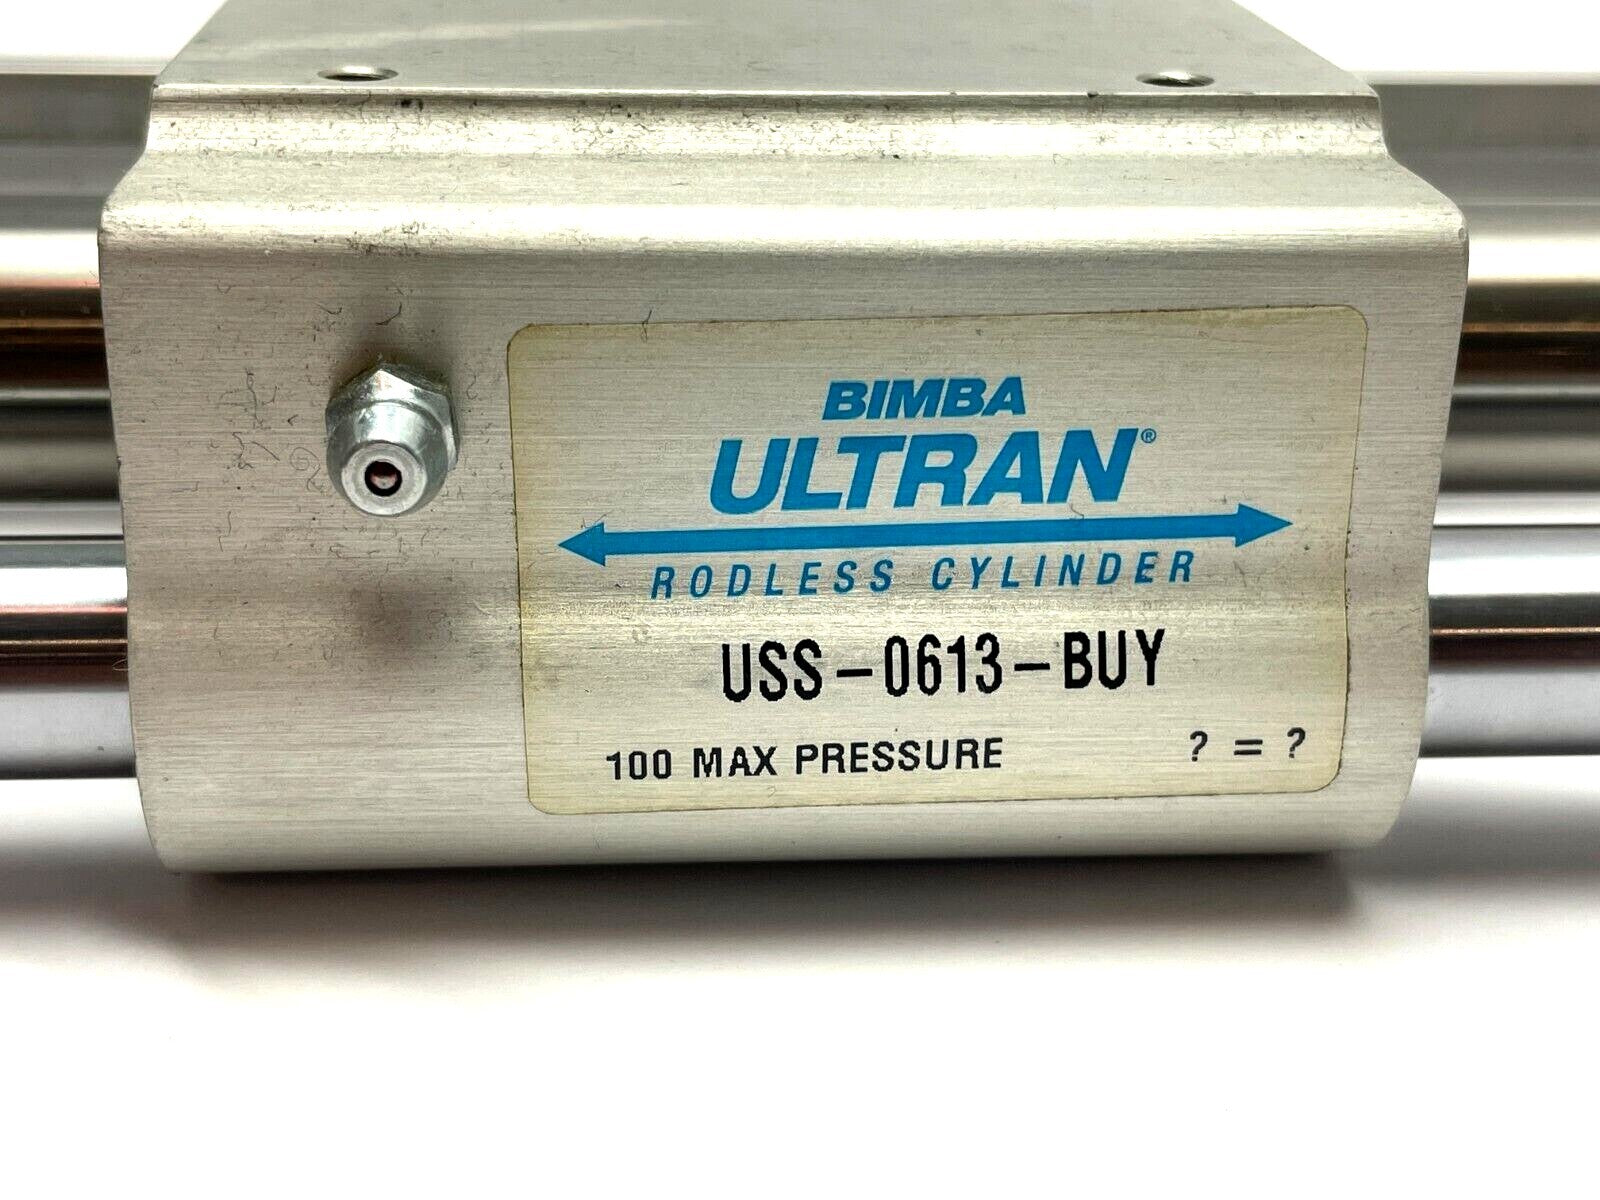 BIMBA
ULTRAN®
RODLESS CYLINDER
USS-0613-BUY
100 MAX PRESSURE ? = ?